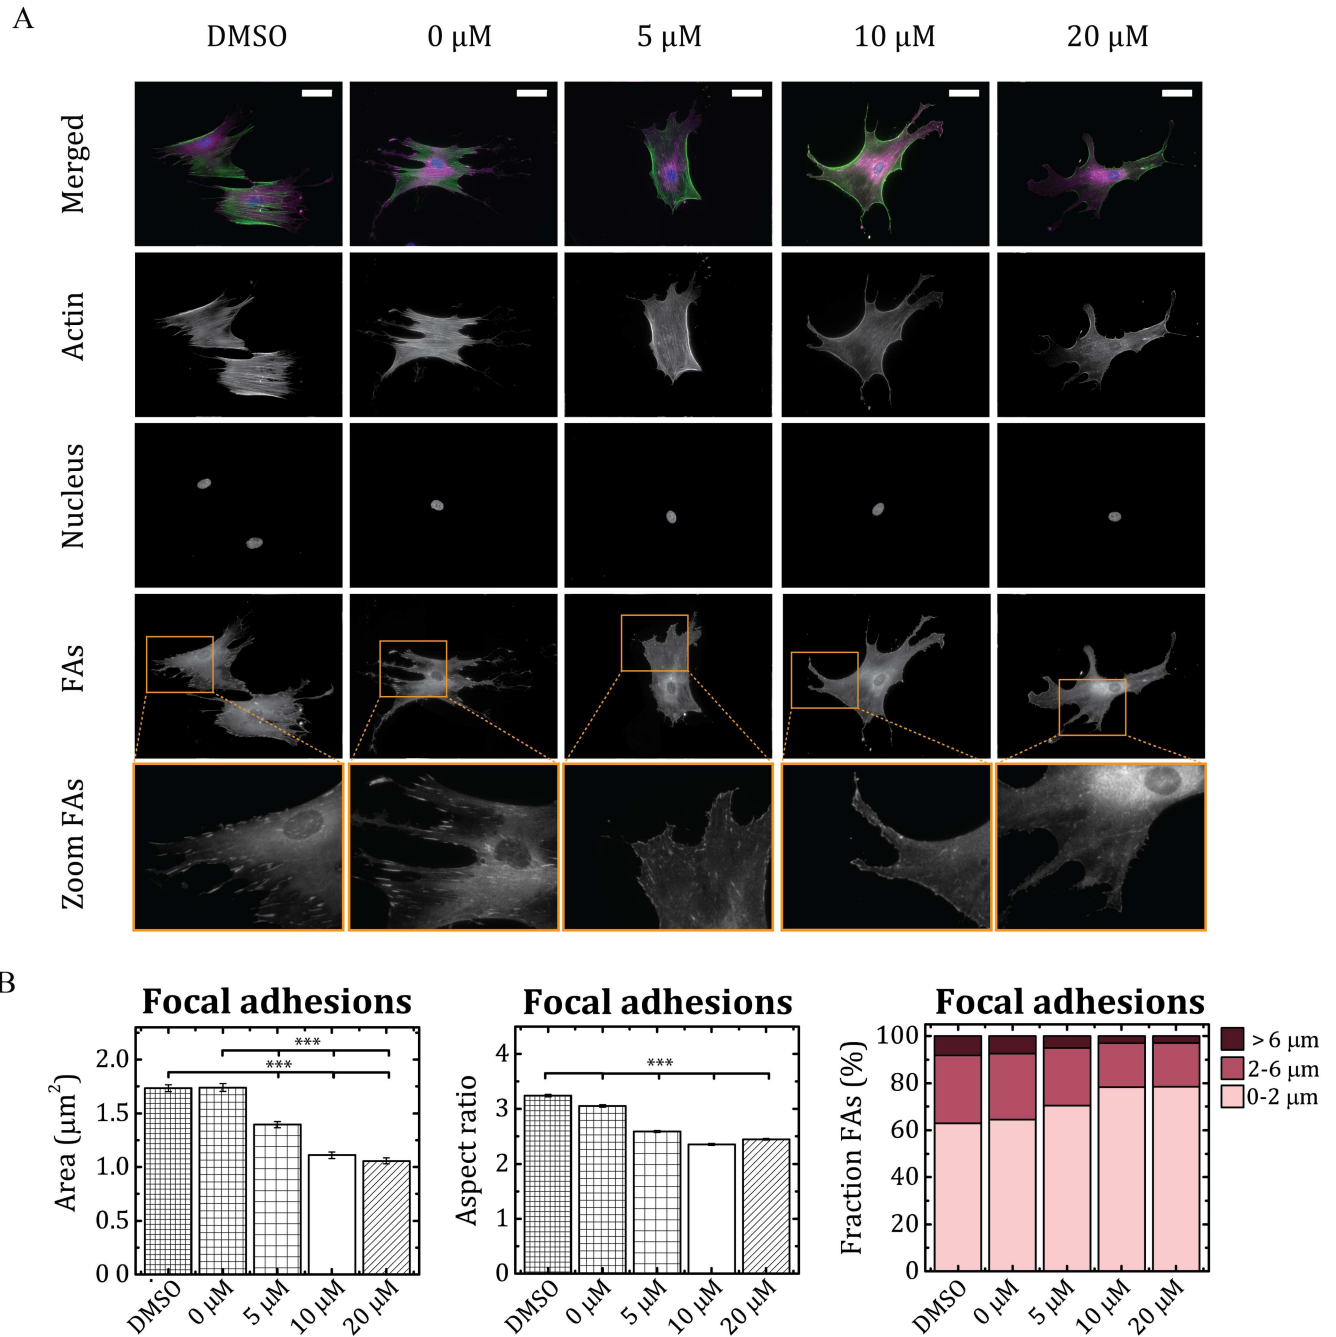 A
DMSO 0 μM 5 μM 10 μM 20 μM
Merged
Actin
Nucleus
FAs
Zoom FAs
B
Focal adhesions
Area (μm²)
2.0
1.5
1.0
0.5
0.0
***
***
DMSO 0 μM 5 μM 10 μM 20 μM
Focal adhesions
Aspect ratio
4
3
2
1
0
***
DMSO 0 μM 5 μM 10 μM 20 μM
Focal adhesions
Fraction FAs (%)
100
80
60
40
20
0
DMSO 0 μM 5 μM 10 μM 20 μM
>6 μm
2-6 μm
0-2 μm